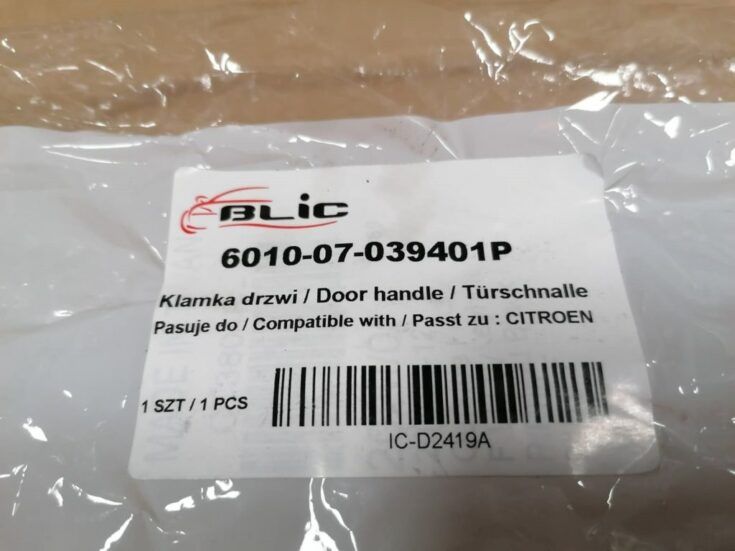 BLiC
6010-07-039401P
Klamka drzwi / Door handle / Türschnalle
Pasuje do / Compatible with / Passt zu : CITROEN
1 SZT / 1 PCS
IC-D2419A